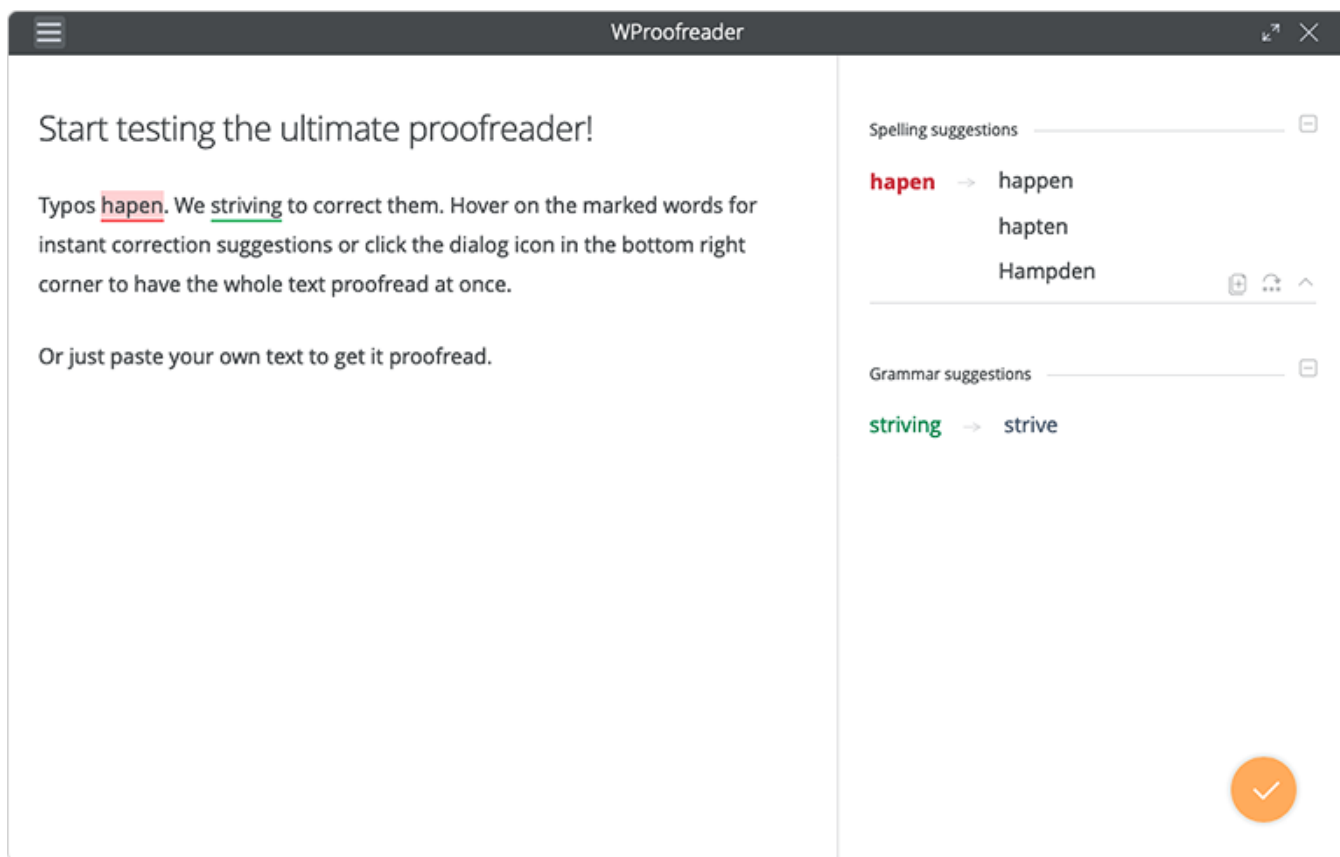 WProofreader
Start testing the ultimate proofreader!
Typos hapen. We striving to correct them. Hover on the marked words for
instant correction suggestions or click the dialog icon in the bottom right
corner to have the whole text proofread at once.
Or just paste your own text to get it proofread.
Spelling suggestions
hapen → happen
hapten
Hampden
Grammar suggestions
striving → strive